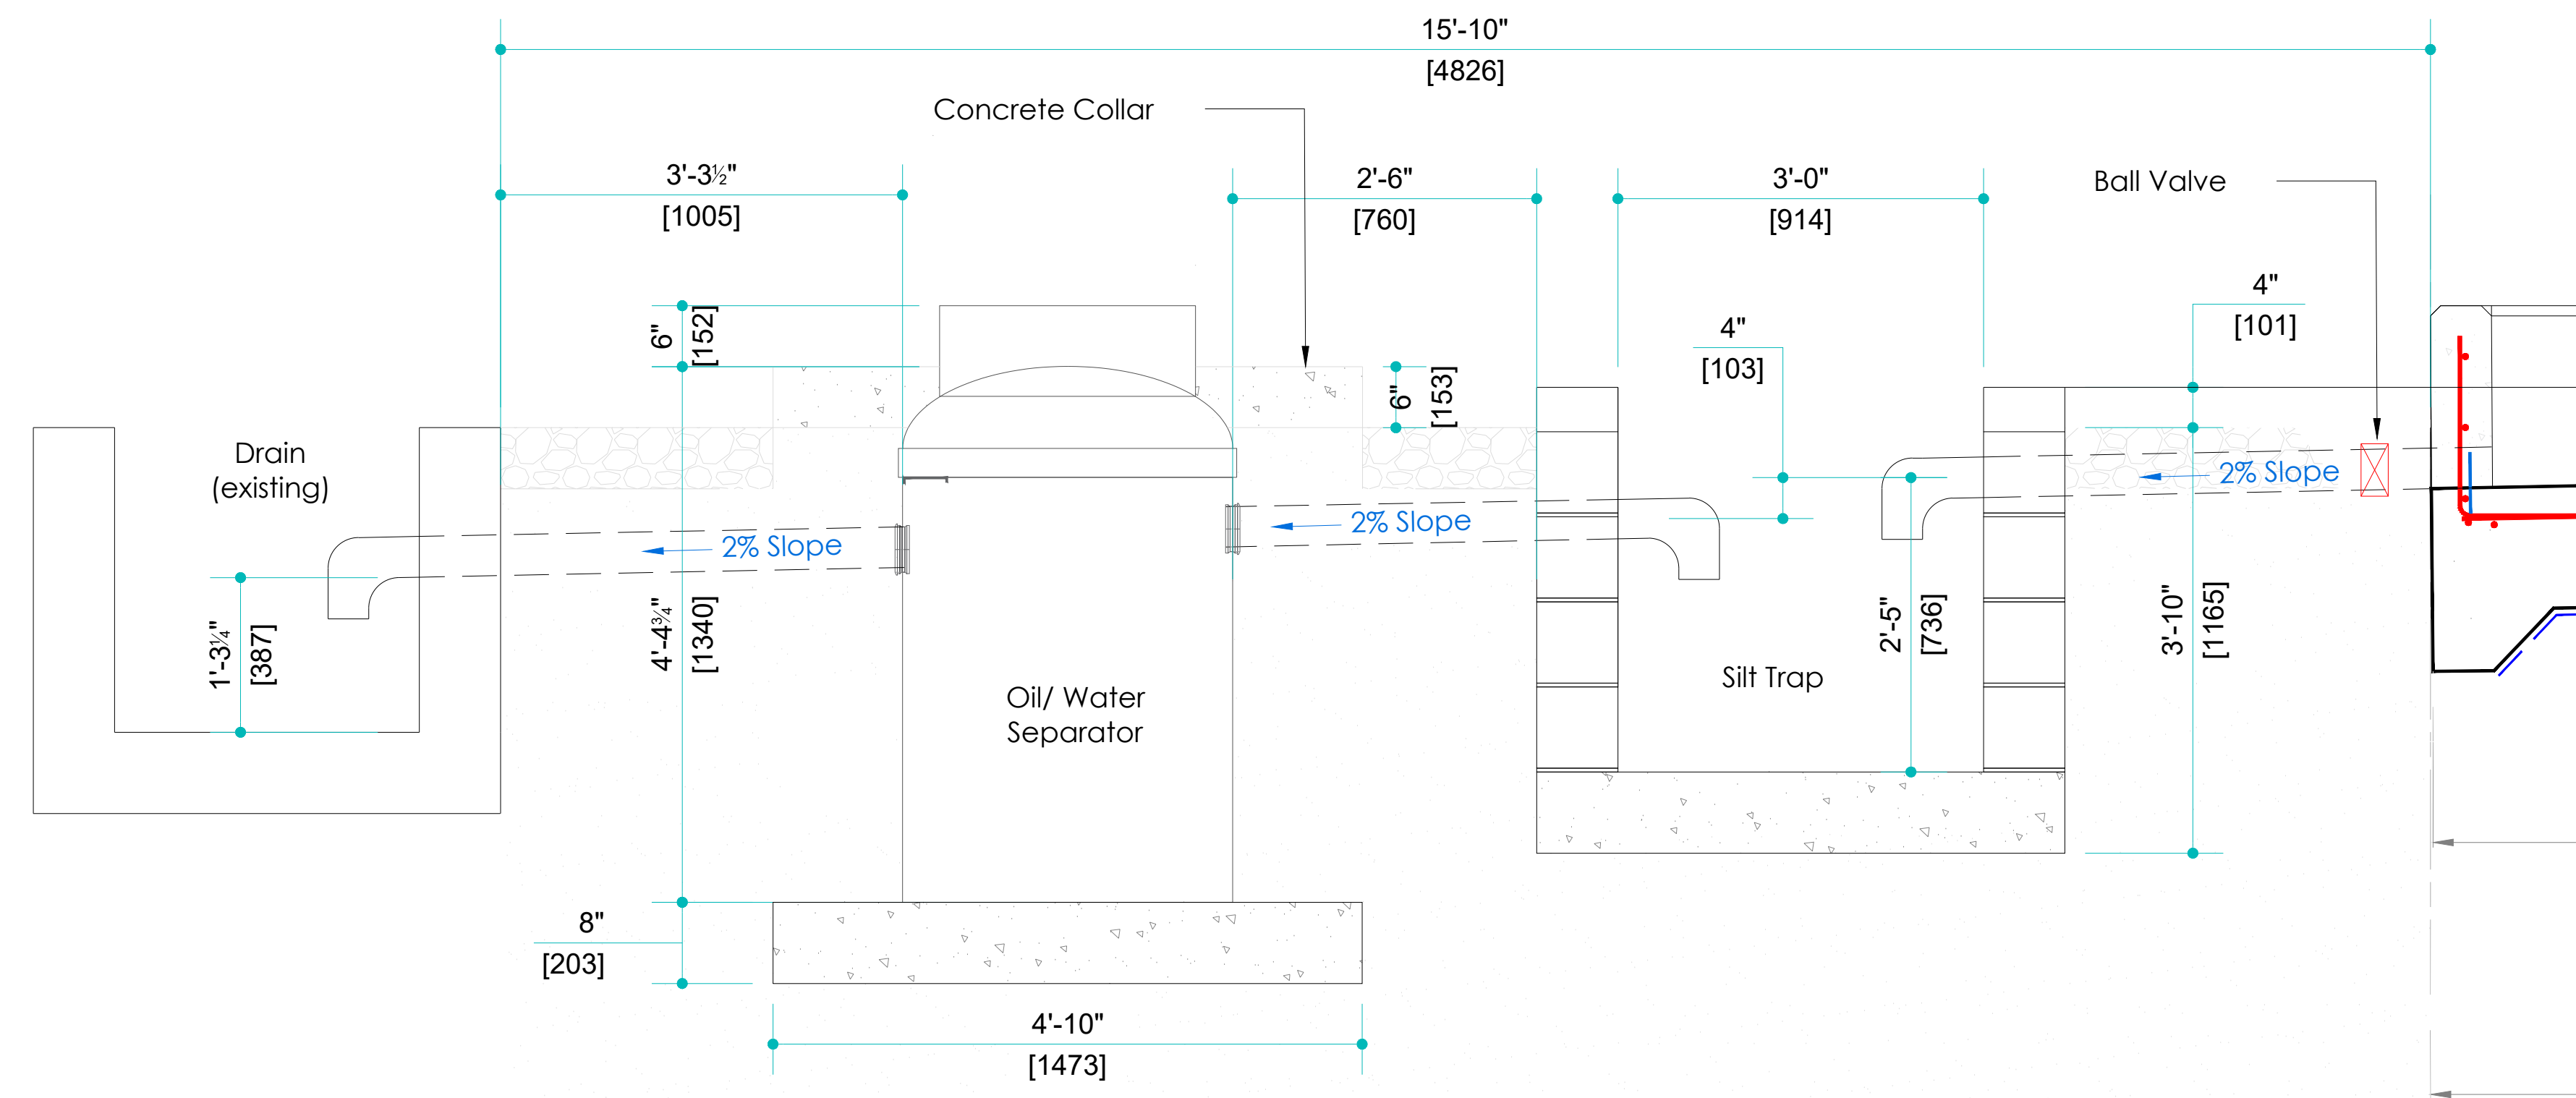 15'-10"
[4826]
Concrete Collar
3'-3½"
[1005]
2'-6"
[760]
3'-0"
[914]
Ball Valve
6"
[152]
4"
[103]
4"
[101]
6"
[153]
Drain
(existing)
2% Slope
2% Slope
2% Slope
1'-3¼"
[387]
4'-4¾"
[1340]
2'-5"
[736]
3'-10"
[1165]
Oil/ Water
Separator
Silt Trap
8"
[203]
4'-10"
[1473]